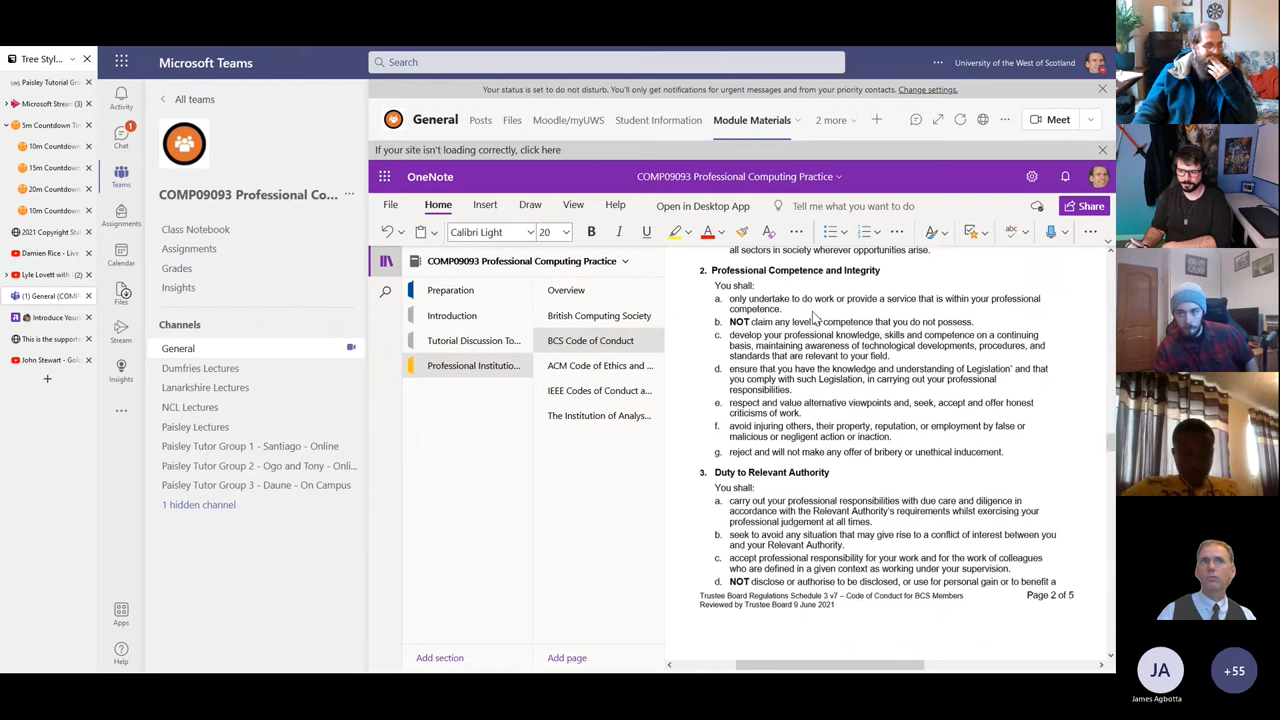 Tree Styl...
Microsoft Teams
Search
University of the West of Scotland
Your status is set to do not disturb. You'll only get notifications for urgent messages and from your priority contacts. Change settings.
Paisley Tutorial Gro
Microsoft Stream (3)
5m Countdown Tim
10m Countdown
15m Countdown
20m Countdown
10m Countdown
2021 Copyright Stat
Damien Rice - Live
Lyle Lovett with
(1) General (COMP
Introduce Yours
This is the support
John Stewart - Gold
Activity
Chat
1
Teams
Assignments
Calendar
Files
Insights
Apps
Help
All teams
COMP09093 Professional Co...
Class Notebook
Assignments
Grades
Insights
Channels
General
Dumfries Lectures
Lanarkshire Lectures
NCL Lectures
Paisley Lectures
Paisley Tutor Group 1 - Santiago - Online
Paisley Tutor Group 2 - Ogo and Tony - Onli...
Paisley Tutor Group 3 - Daune - On Campus
1 hidden channel
General Posts Files Moodle/myUWS Student Information Module Materials 2 more Meet
If your site isn't loading correctly, click here
OneNote COMP09093 Professional Computing Practice
File Home Insert Draw View Help Open in Desktop App Tell me what you want to do Share
Calibri Light 20 B I U A
COMP09093 Professional Computing Practice
Preparation
Introduction
Tutorial Discussion To...
Professional Institutio...
Add section
Overview
British Computing Society
BCS Code of Conduct
ACM Code of Ethics and ...
IEEE Codes of Conduct a...
The Institution of Analys...
Add page
all sectors in society wherever opportunities arise.
2. Professional Competence and Integrity
You shall:
a. only undertake to do work or provide a service that is within your professional
competence.
b. NOT claim any level competence that you do not possess.
c. develop your professional knowledge, skills and competence on a continuing
basis, maintaining awareness of technological developments, procedures, and
standards that are relevant to your field.
d. ensure that you have the knowledge and understanding of Legislation' and that
you comply with such Legislation, in carrying out your professional
responsibilities.
e. respect and value alternative viewpoints and, seek, accept and offer honest
criticisms of work.
f. avoid injuring others, their property, reputation, or employment by false or
malicious or negligent action or inaction.
g. reject and will not make any offer of bribery or unethical inducement.
3. Duty to Relevant Authority
You shall:
a. carry out your professional responsibilities with due care and diligence in
accordance with the Relevant Authority's requirements whilst exercising your
professional judgement at all times.
b. seek to avoid any situation that may give rise to a conflict of interest between you
and your Relevant Authority.
c. accept professional responsibility for your work and for the work of colleagues
who are defined in a given context as working under your supervision.
d. NOT disclose or authorise to be disclosed, or use for personal gain or to benefit a
Trustee Board Regulations Schedule 3 v7 – Code of Conduct for BCS Members Page 2 of 5
Reviewed by Trustee Board 9 June 2021
JA
James Agbotta
+55